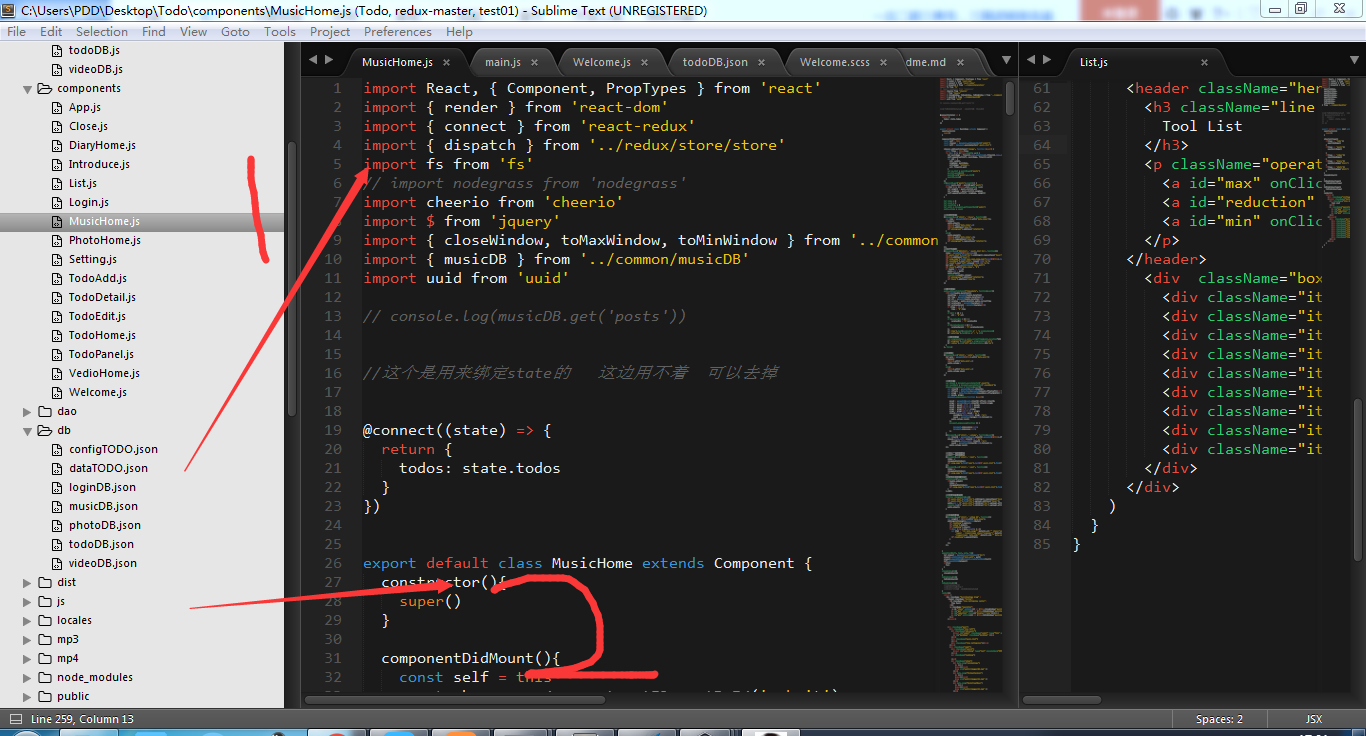 C:\Users\PDD\Desktop\Todo\components\MusicHome.js (Todo, redux-master, test01) - Sublime Text (UNREGISTERED)
File Edit Selection Find View Goto Tools Project Preferences Help
todoDB.js
videoDB.js
components
App.js
Close.js
DiaryHome.js
Introduce.js
List.js
Login.js
MusicHome.js
PhotoHome.js
Setting.js
TodoAdd.js
TodoDetail.js
TodoEdit.js
TodoHome.js
TodoPanel.js
VedioHome.js
Welcome.js
dao
db
configTODO.json
dataTODO.json
loginDB.json
musicDB.json
photoDB.json
todoDB.json
videoDB.json
dist
js
locales
mp3
mp4
node_modules
public
MusicHome.js main.js Welcome.js todoDB.json Welcome.scss dme.md
1 import React, { Component, PropTypes } from 'react'
2 import { render } from 'react-dom'
3 import { connect } from 'react-redux'
4 import { dispatch } from '../redux/store/store'
5 import fs from 'fs'
6 // import nodegrass from 'nodegrass'
7 import cheerio from 'cheerio'
8 import $ from 'jquery'
9 import { closeWindow, toMaxWindow, toMinWindow } from '../common
10 import { musicDB } from '../common/musicDB'
11 import uuid from 'uuid'
12
13 // console.log(musicDB.get('posts'))
14
15
16 //这个是用来绑定state的 这边用不着 可以去掉
17
18
19 @connect((state) => {
20 return {
21 todos: state.todos
22 }
23 })
24
25
26 export default class MusicHome extends Component {
27 constructor(){
28 super()
29 }
30
31 componentDidMount(){
32 const self = this
List.js
61 <header className="her
62 <h3 className="line
63 Tool List
64 </h3>
65 <p className="operat
66 <a id="max" onClic
67 <a id="reduction"
68 <a id="min" onClic
69 </p>
70 </header>
71 <div className="box
72 <div className="it
73 <div className="it
74 <div className="it
75 <div className="it
76 <div className="it
77 <div className="it
78 <div className="it
79 <div className="it
80 <div className="it
81 </div>
82 </div>
83 )
84 }
85 }
Line 259, Column 13
Spaces: 2
JSX